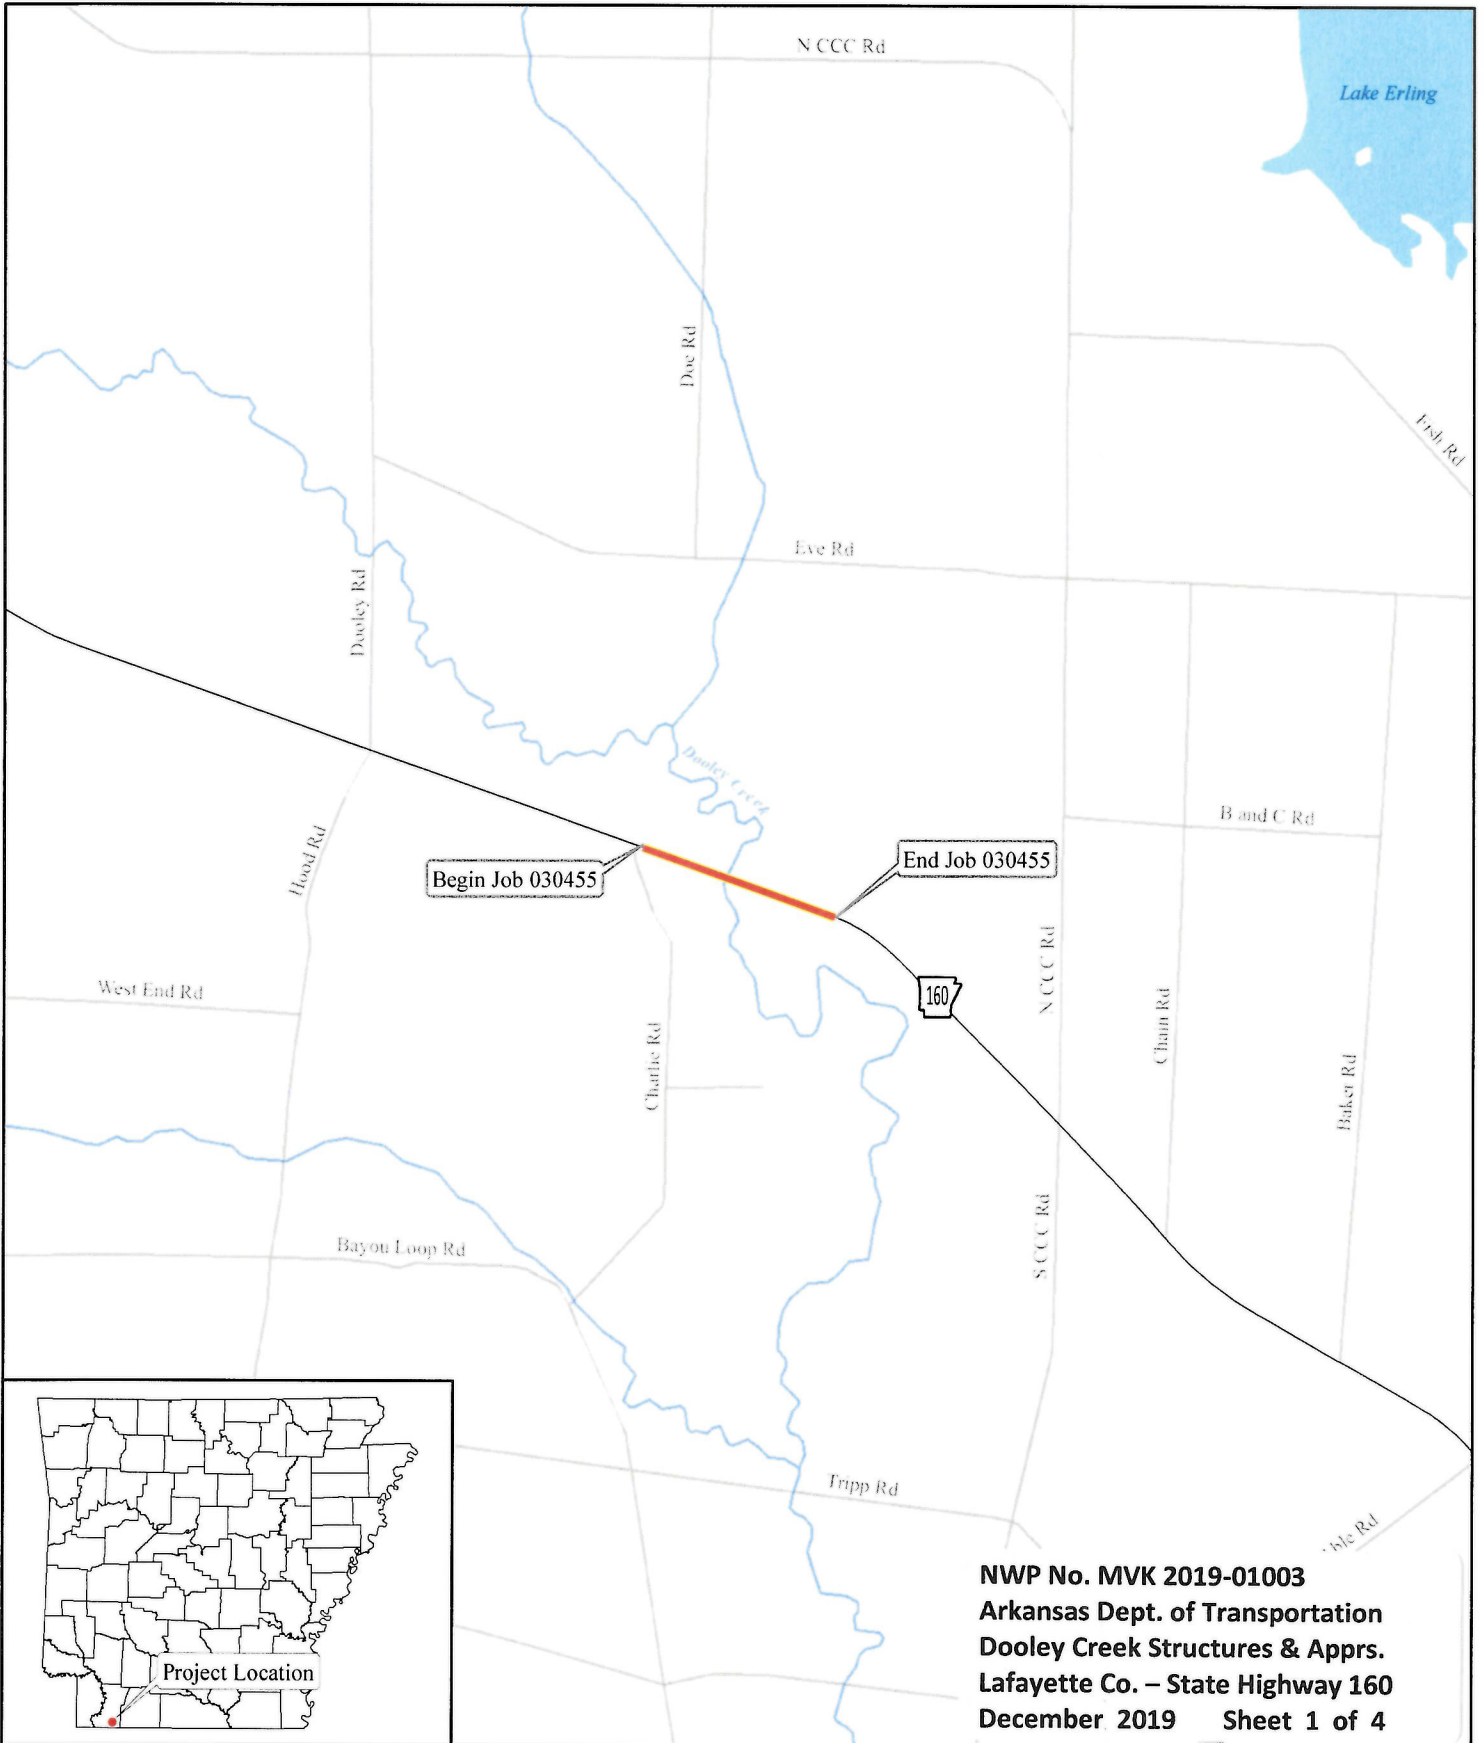 N CCC Rd
Lake Erling
Doc Rd
Fish Rd
Eve Rd
Dooley Rd
Dooley Creek
B and C Rd
Hood Rd
Begin Job 030455
End Job 030455
N CCC Rd
160
West End Rd
Chain Rd
Charlie Rd
Baker Rd
S CCC Rd
Bayou Loop Rd
Tripp Rd
Rd
Project Location
NWP No. MVK 2019-01003
Arkansas Dept. of Transportation
Dooley Creek Structures & Apprs.
Lafayette Co. – State Highway 160
December 2019 Sheet 1 of 4